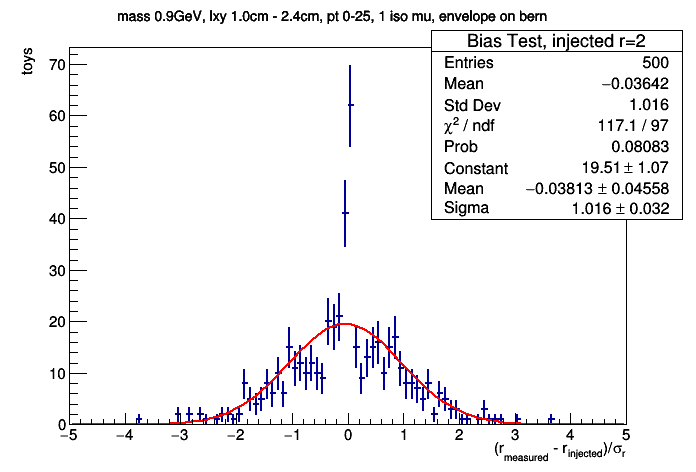 mass 0.9GeV, lxy 1.0cm - 2.4cm, pt 0-25, 1 iso mu, envelope on bern
toys
Bias Test, injected r=2
Entries 500
Mean −0.03642
Std Dev 1.016
χ² / ndf 117.1 / 97
Prob 0.08083
Constant 19.51 ± 1.07
Mean −0.03813 ± 0.04558
Sigma 1.016 ± 0.032
70
60
50
40
30
20
10
0
−5 −4 −3 −2 −1 0 1 2 3 4 5
(r_measured - r_injected)/σ_r